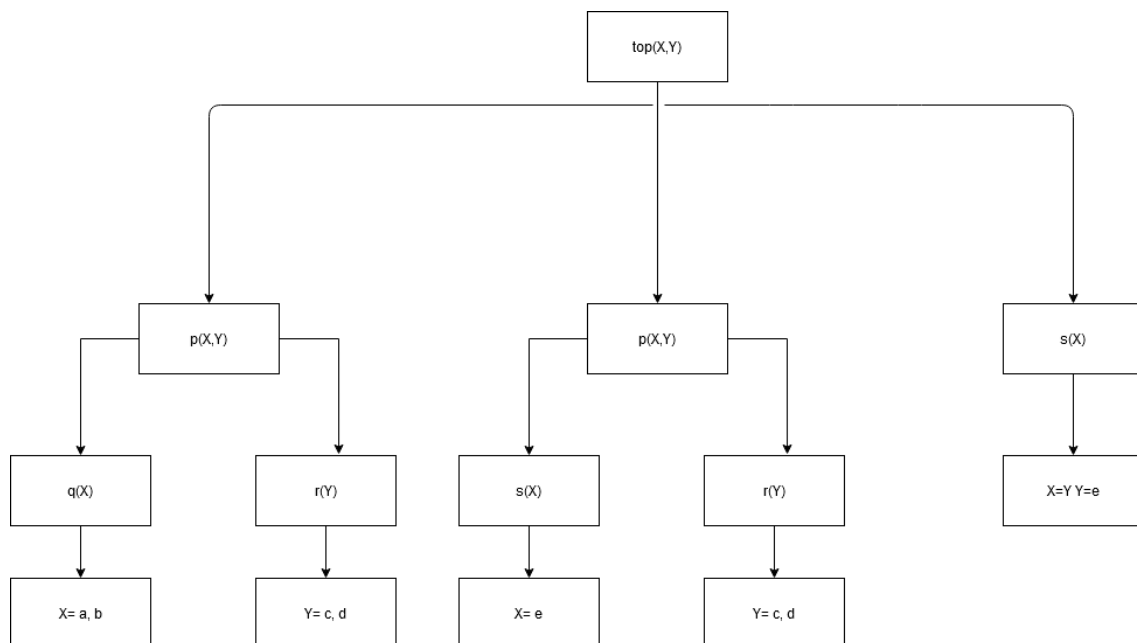 top(X,Y)
p(X,Y)
p(X,Y)
s(X)
q(X)
r(Y)
s(X)
r(Y)
X=Y Y=e
X= a, b
Y= c, d
X= e
Y= c, d